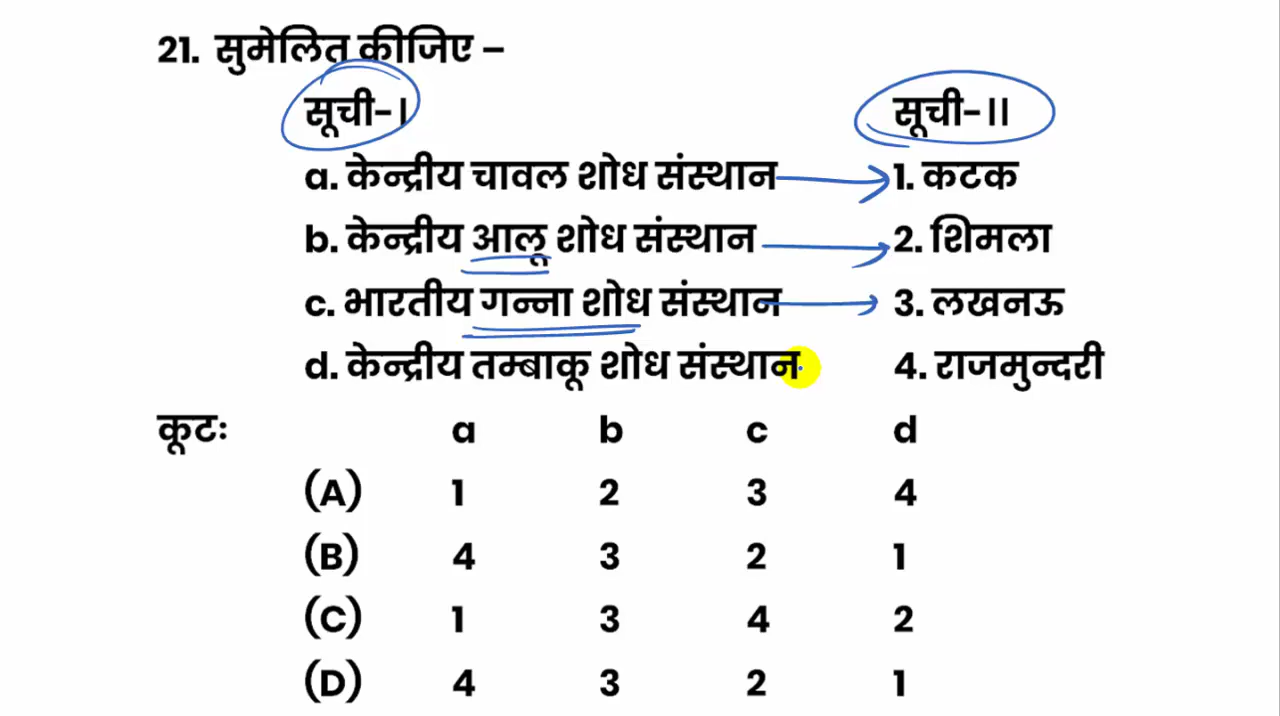 21. सुमेलित कीजिए –
सूची-I सूची-II
a. केन्द्रीय चावल शोध संस्थान 1. कटक
b. केन्द्रीय आलू शोध संस्थान 2. शिमला
c. भारतीय गन्ना शोध संस्थान 3. लखनऊ
d. केन्द्रीय तम्बाकू शोध संस्थान 4. राजमुन्दरी
कूटः a b c d
(A) 1 2 3 4
(B) 4 3 2 1
(C) 1 3 4 2
(D) 4 3 2 1